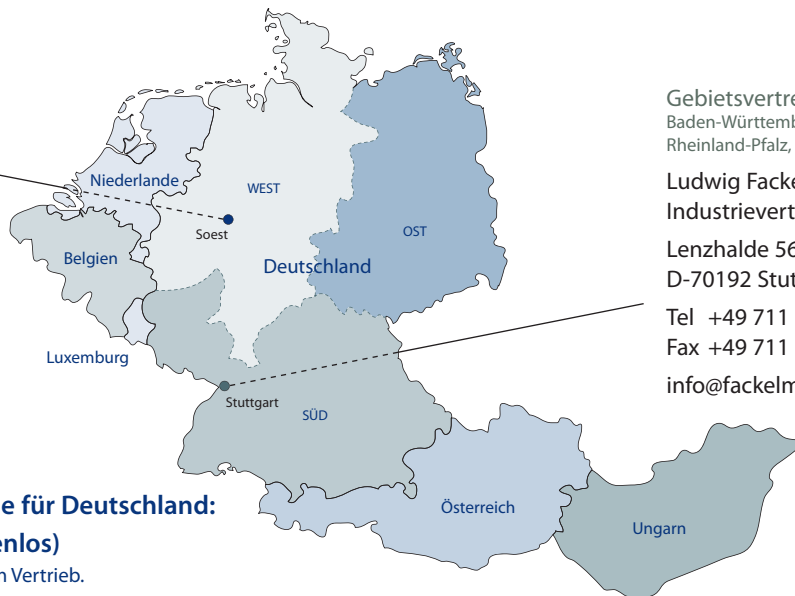 Niederlande
WEST
Soest
OST
Belgien
Deutschland
Luxemburg
Stuttgart
SÜD
Österreich
Ungarn
Gebietsvertre
Baden-Württemb
Rheinland-Pfalz,
Ludwig Facke
Industrievert
Lenzhalde 56
D-70192 Stut
Tel +49 711
Fax +49 711
info@fackelm
e für Deutschland:
enlos)
n Vertrieb.